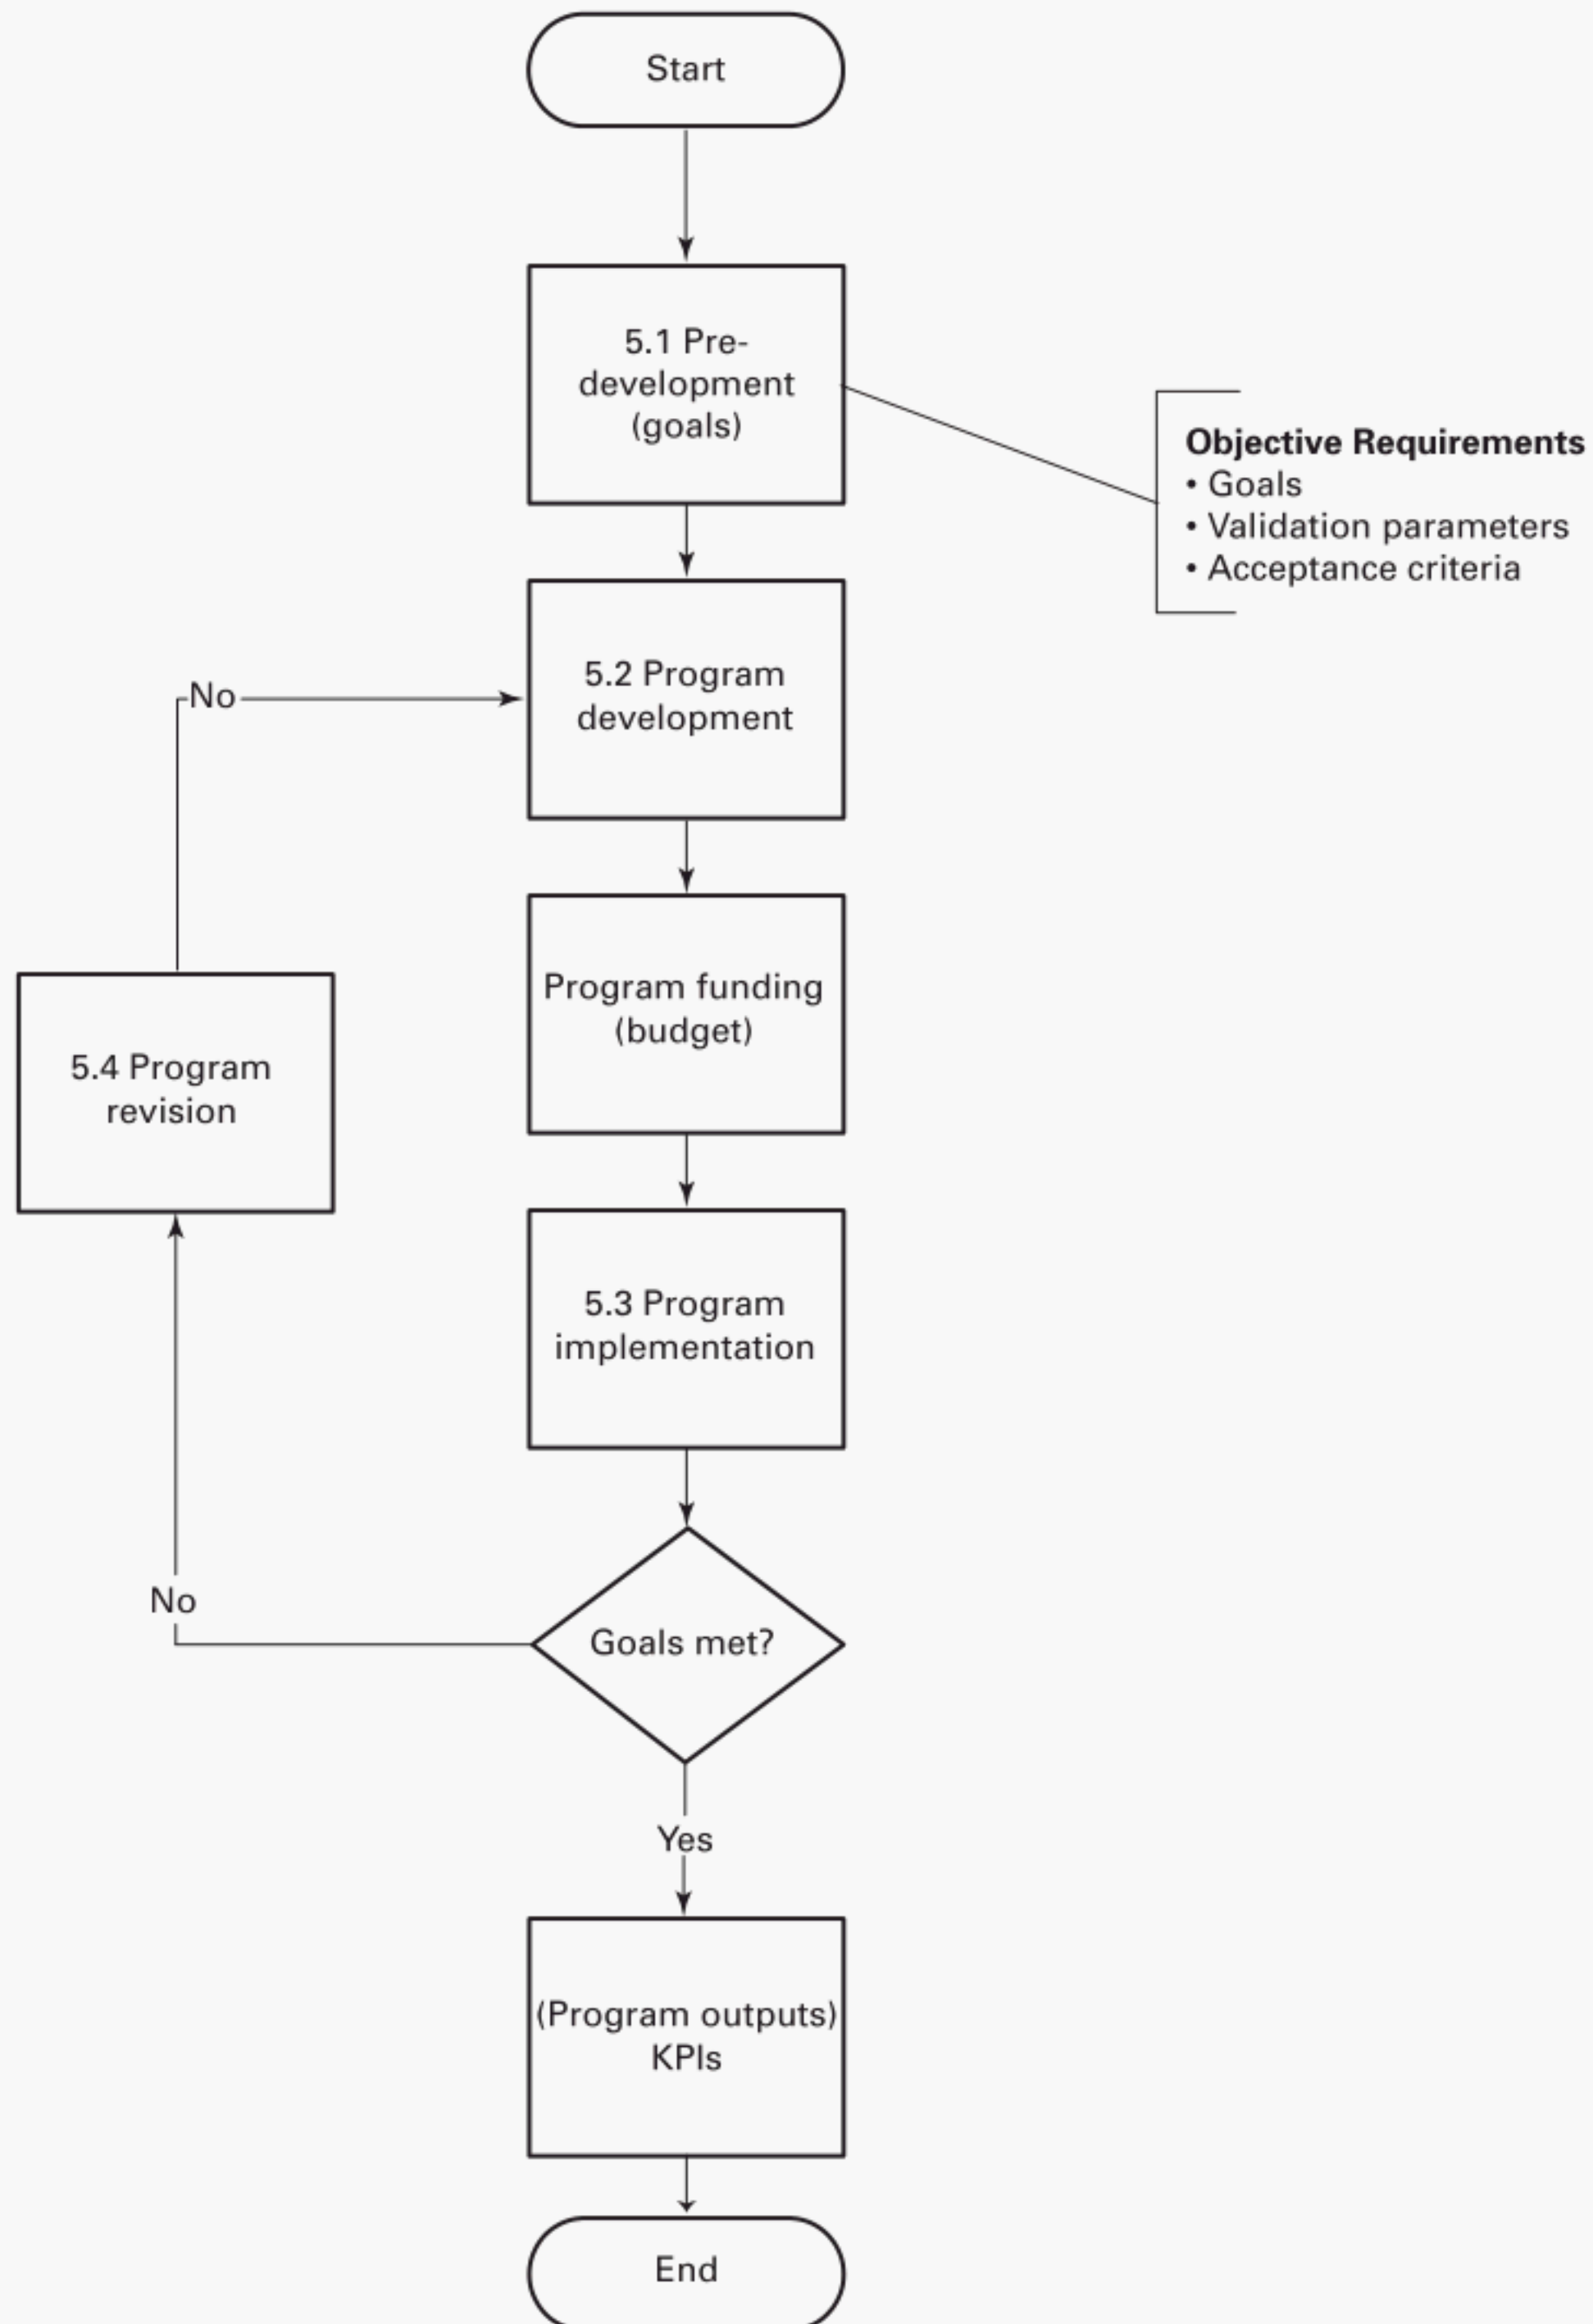 Start
5.1 Pre-
development
(goals)
Objective Requirements
• Goals
• Validation parameters
• Acceptance criteria
5.2 Program
development
No
Program funding
(budget)
5.4 Program
revision
5.3 Program
implementation
No
Goals met?
Yes
(Program outputs)
KPIs
End